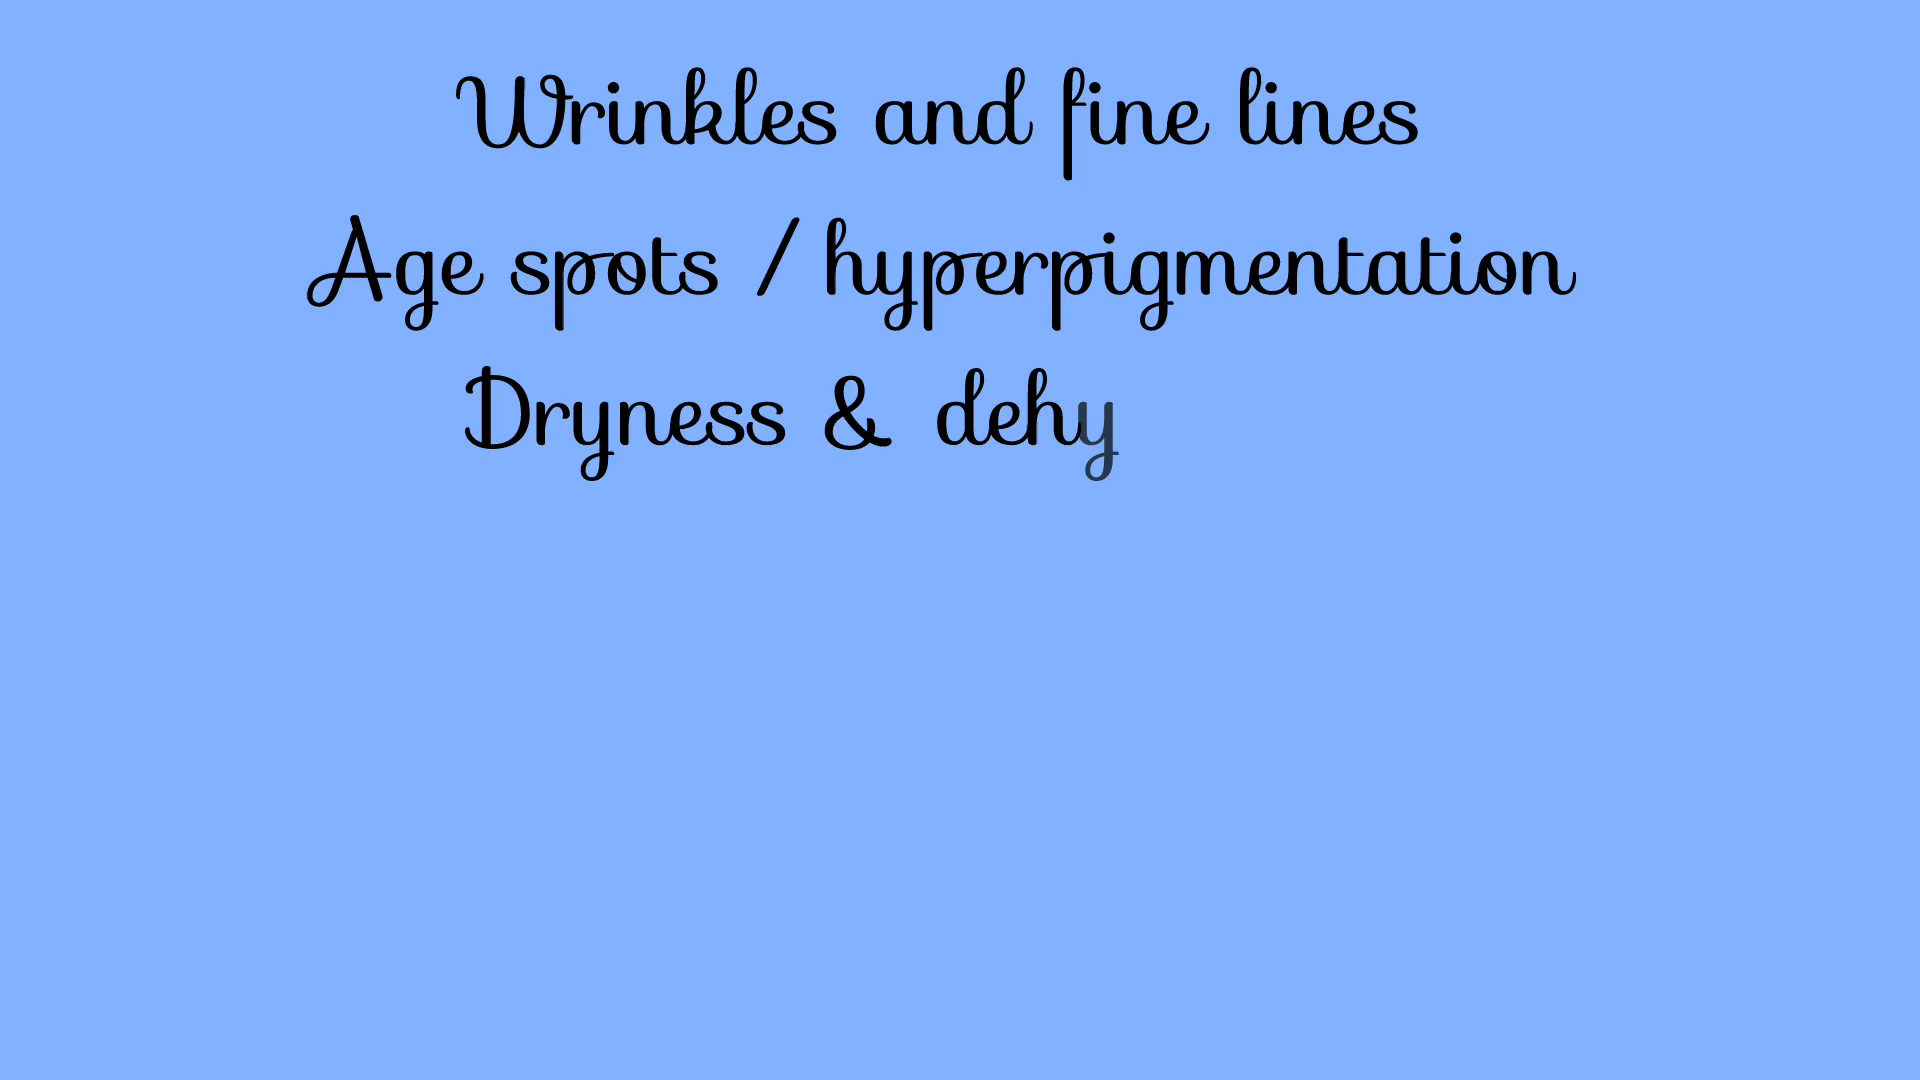 Wrinkles and fine lines
Age spots / hyperpigmentation
Dryness & dehy